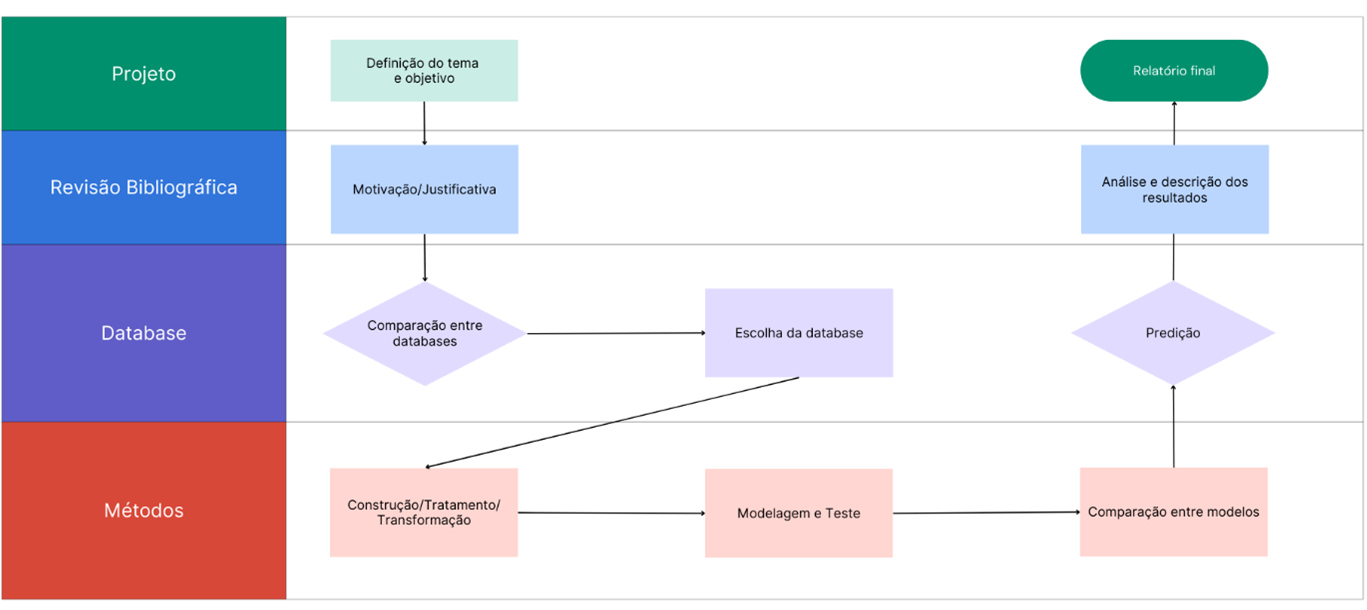 Projeto
Definição do tema
e objetivo
Relatório final
Revisão Bibliográfica
Motivação/Justificativa
Análise e descrição dos
resultados
Database
Comparação entre
databases
Escolha da database
Predição
Métodos
Construção/Tratamento/
Transformação
Modelagem e Teste
Comparação entre modelos